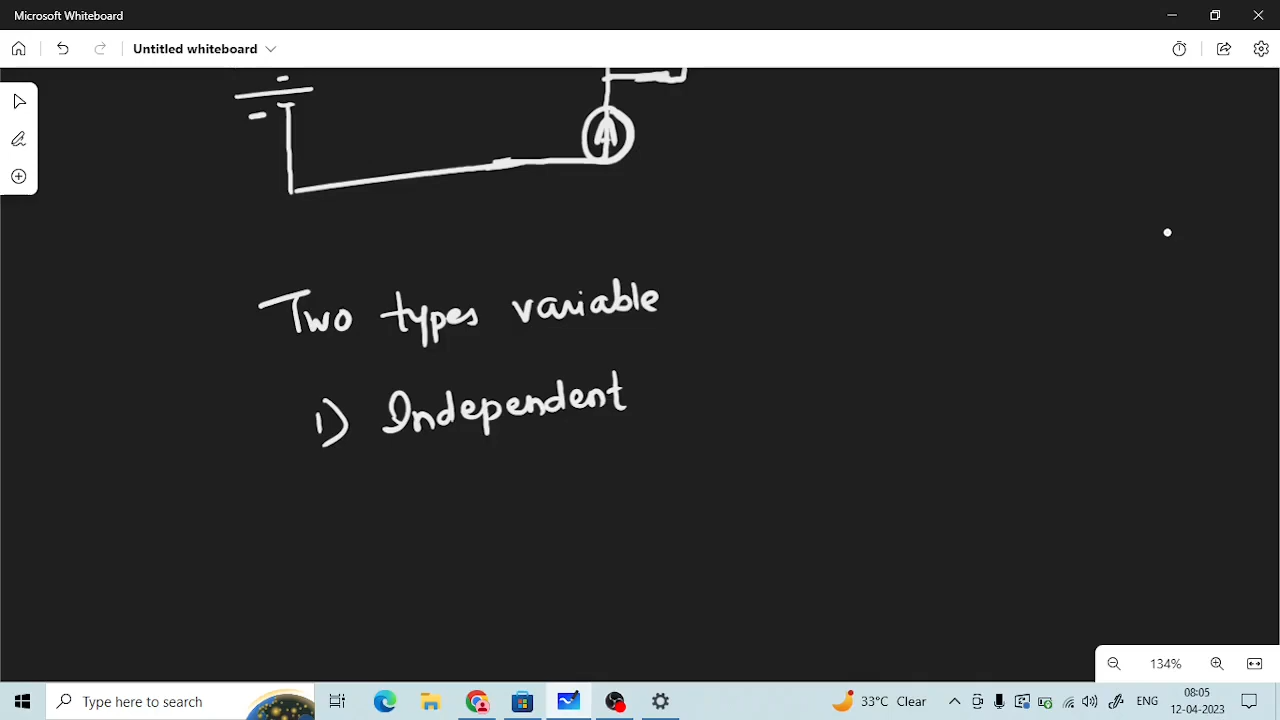 Microsoft Whiteboard
Untitled whiteboard
Two types variable
1) Independent
134%
Type here to search
33°C Clear
ENG
08:05
12-04-2023